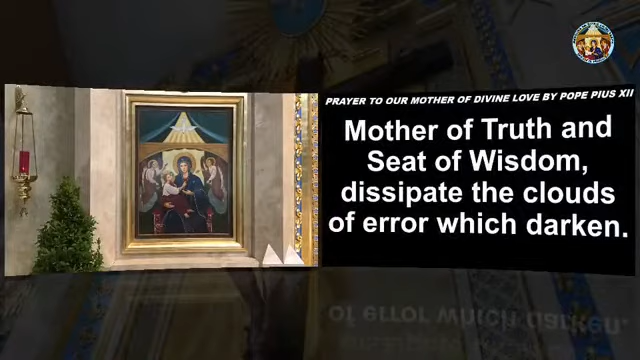 PRAYER TO OUR MOTHER OF DIVINE LOVE BY POPE PIUS XII
Mother of Truth and
Seat of Wisdom,
dissipate the clouds
of error which darken.